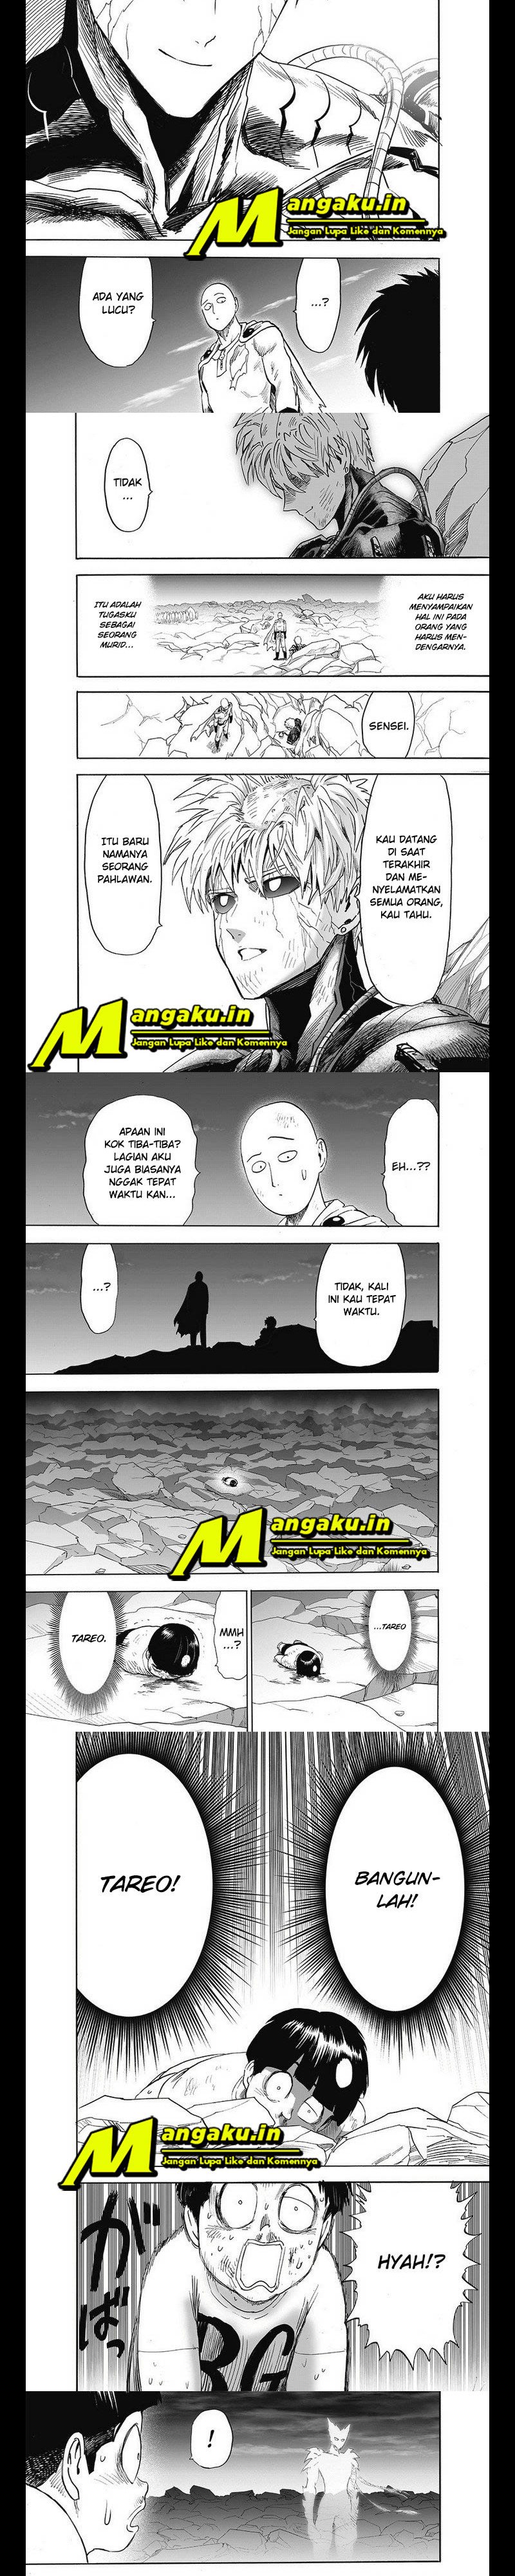 Mangaku.in
Jangan Lupa Like dan Komennya
...?
ADA YANG
LUCU?
TIDAK
...
AKU HARUS
MENYAMPAIKAN
HAL INI PADA
ORANG YANG
HARUS MEN-
DENGARNYA.
ITU ADALAH
TUGASKU
SEBAGAI
SEORANG
MURID...
SENSEI.
KAU DATANG
DI SAAT
TERAKHIR
DAN ME-
NYELAMATKAN
SEMUA ORANG,
KAU TAHU.
ITU BARU
NAMANYA
SEORANG
PAHLAWAN.
Mangaku.in
Jangan Lupa Like dan Komennya
EH...??
APAAN INI
KOK TIBA-TIBA?
LAGIAN AKU
JUGA BIASANYA
NGGAK TEPAT
WAKTU KAN...
TIDAK, KALI
INI KAU TEPAT
WAKTU.
...?
Mangaku.in
Jangan Lupa Like dan Komennya
...TAREO
MMH
...?
TAREO.
BANGUN-
LAH!
TAREO!
Mangaku.in
Jangan Lupa Like dan Komennya
HYAH!?
がばっ
RG
!